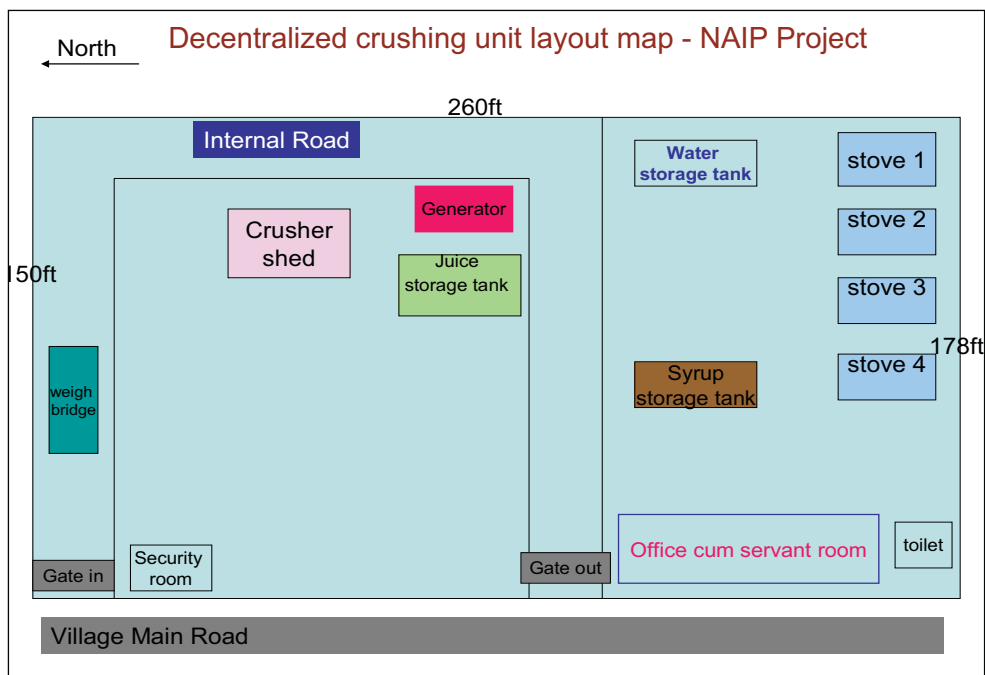 Decentralized crushing unit layout map - NAIP Project
North
260ft
Internal Road
Water
storage tank
stove 1
Generator
stove 2
Crusher
shed
Juice
storage tank
150ft
stove 3
178ft
stove 4
Syrup
storage tank
weigh
bridge
Security
room
Gate in
Gate out
Office cum servant room
toilet
Village Main Road